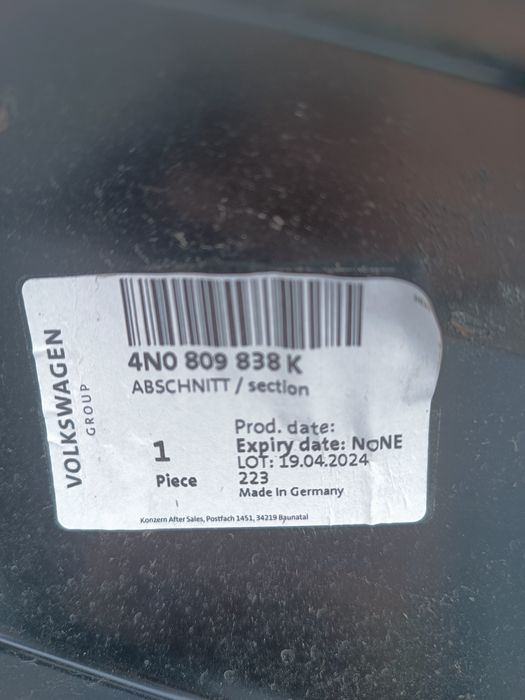 VOLKSWAGEN
GROUP
4N0 809 838 K
ABSCHNITT / section
Prod. date:
Expiry date: NONE
LOT: 19.04.2024
223
Made In Germany
1
Piece
Konzern After Sales, Postfach 1451, 34219 Baunatal